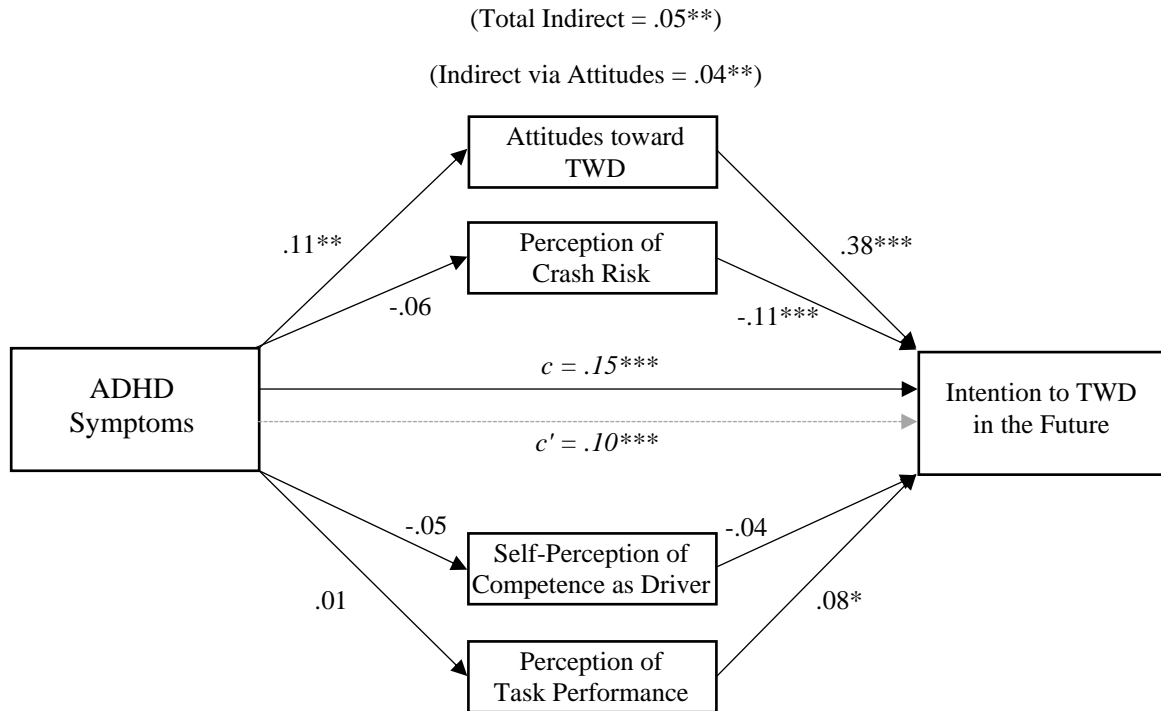 (Total Indirect = .05**)
(Indirect via Attitudes = .04**)
Attitudes toward
TWD
.11**
.38***
Perception of
Crash Risk
-.06
-.11***
ADHD
Symptoms
c = .15***
c' = .10***
Intention to TWD
in the Future
-.05
-.04
Self-Perception of
Competence as Driver
.01
.08*
Perception of
Task Performance